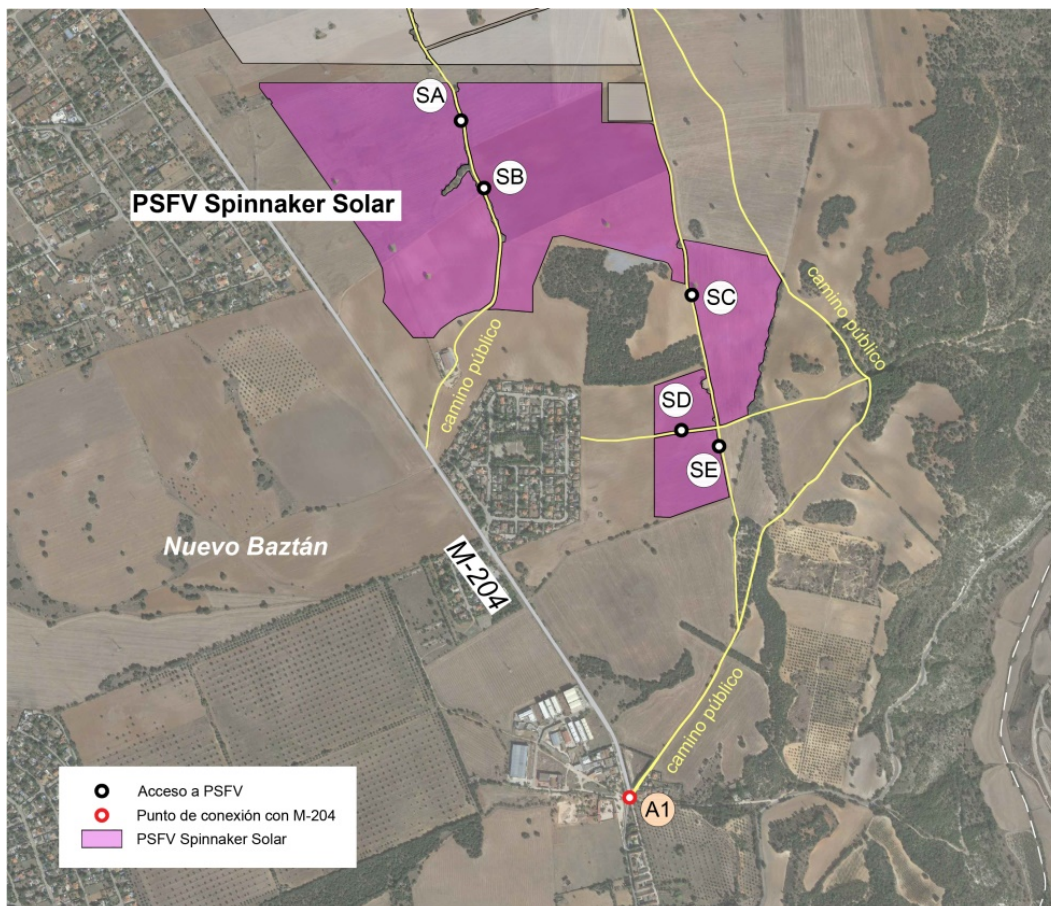 SA
SB
PSFV Spinnaker Solar
SC
camino público
camino público
SD
SE
Nuevo Baztán
M-204
camino público
A1
Acceso a PSFV
Punto de conexión con M-204
PSFV Spinnaker Solar